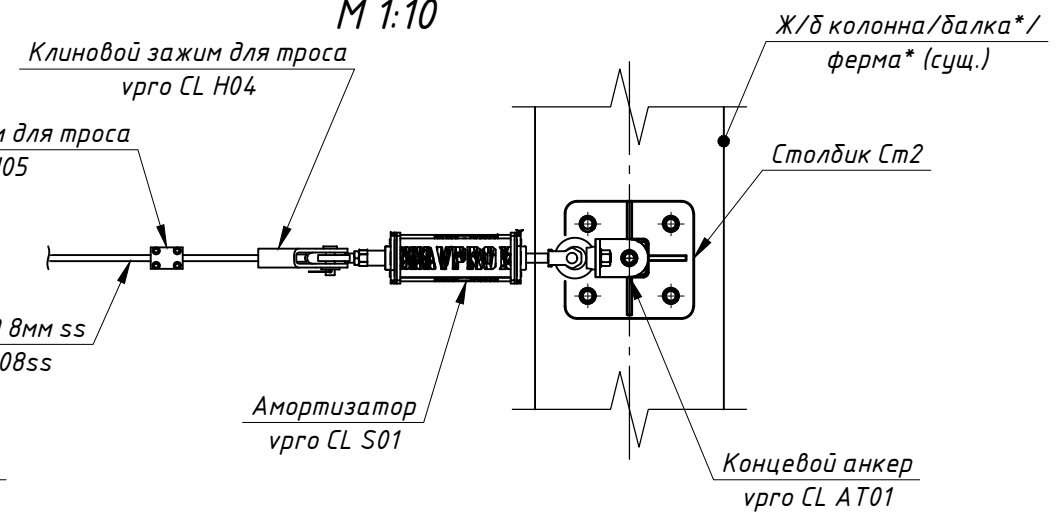 М 1:10
Клиновой зажим для троса
vpro CL H04
для троса
Ж/б колонна/балка*/
ферма* (сущ.)
Столбик Ст2
VPRO
8мм ss
08ss
Амортизатор
vpro CL S01
Концевой анкер
vpro CL AT01